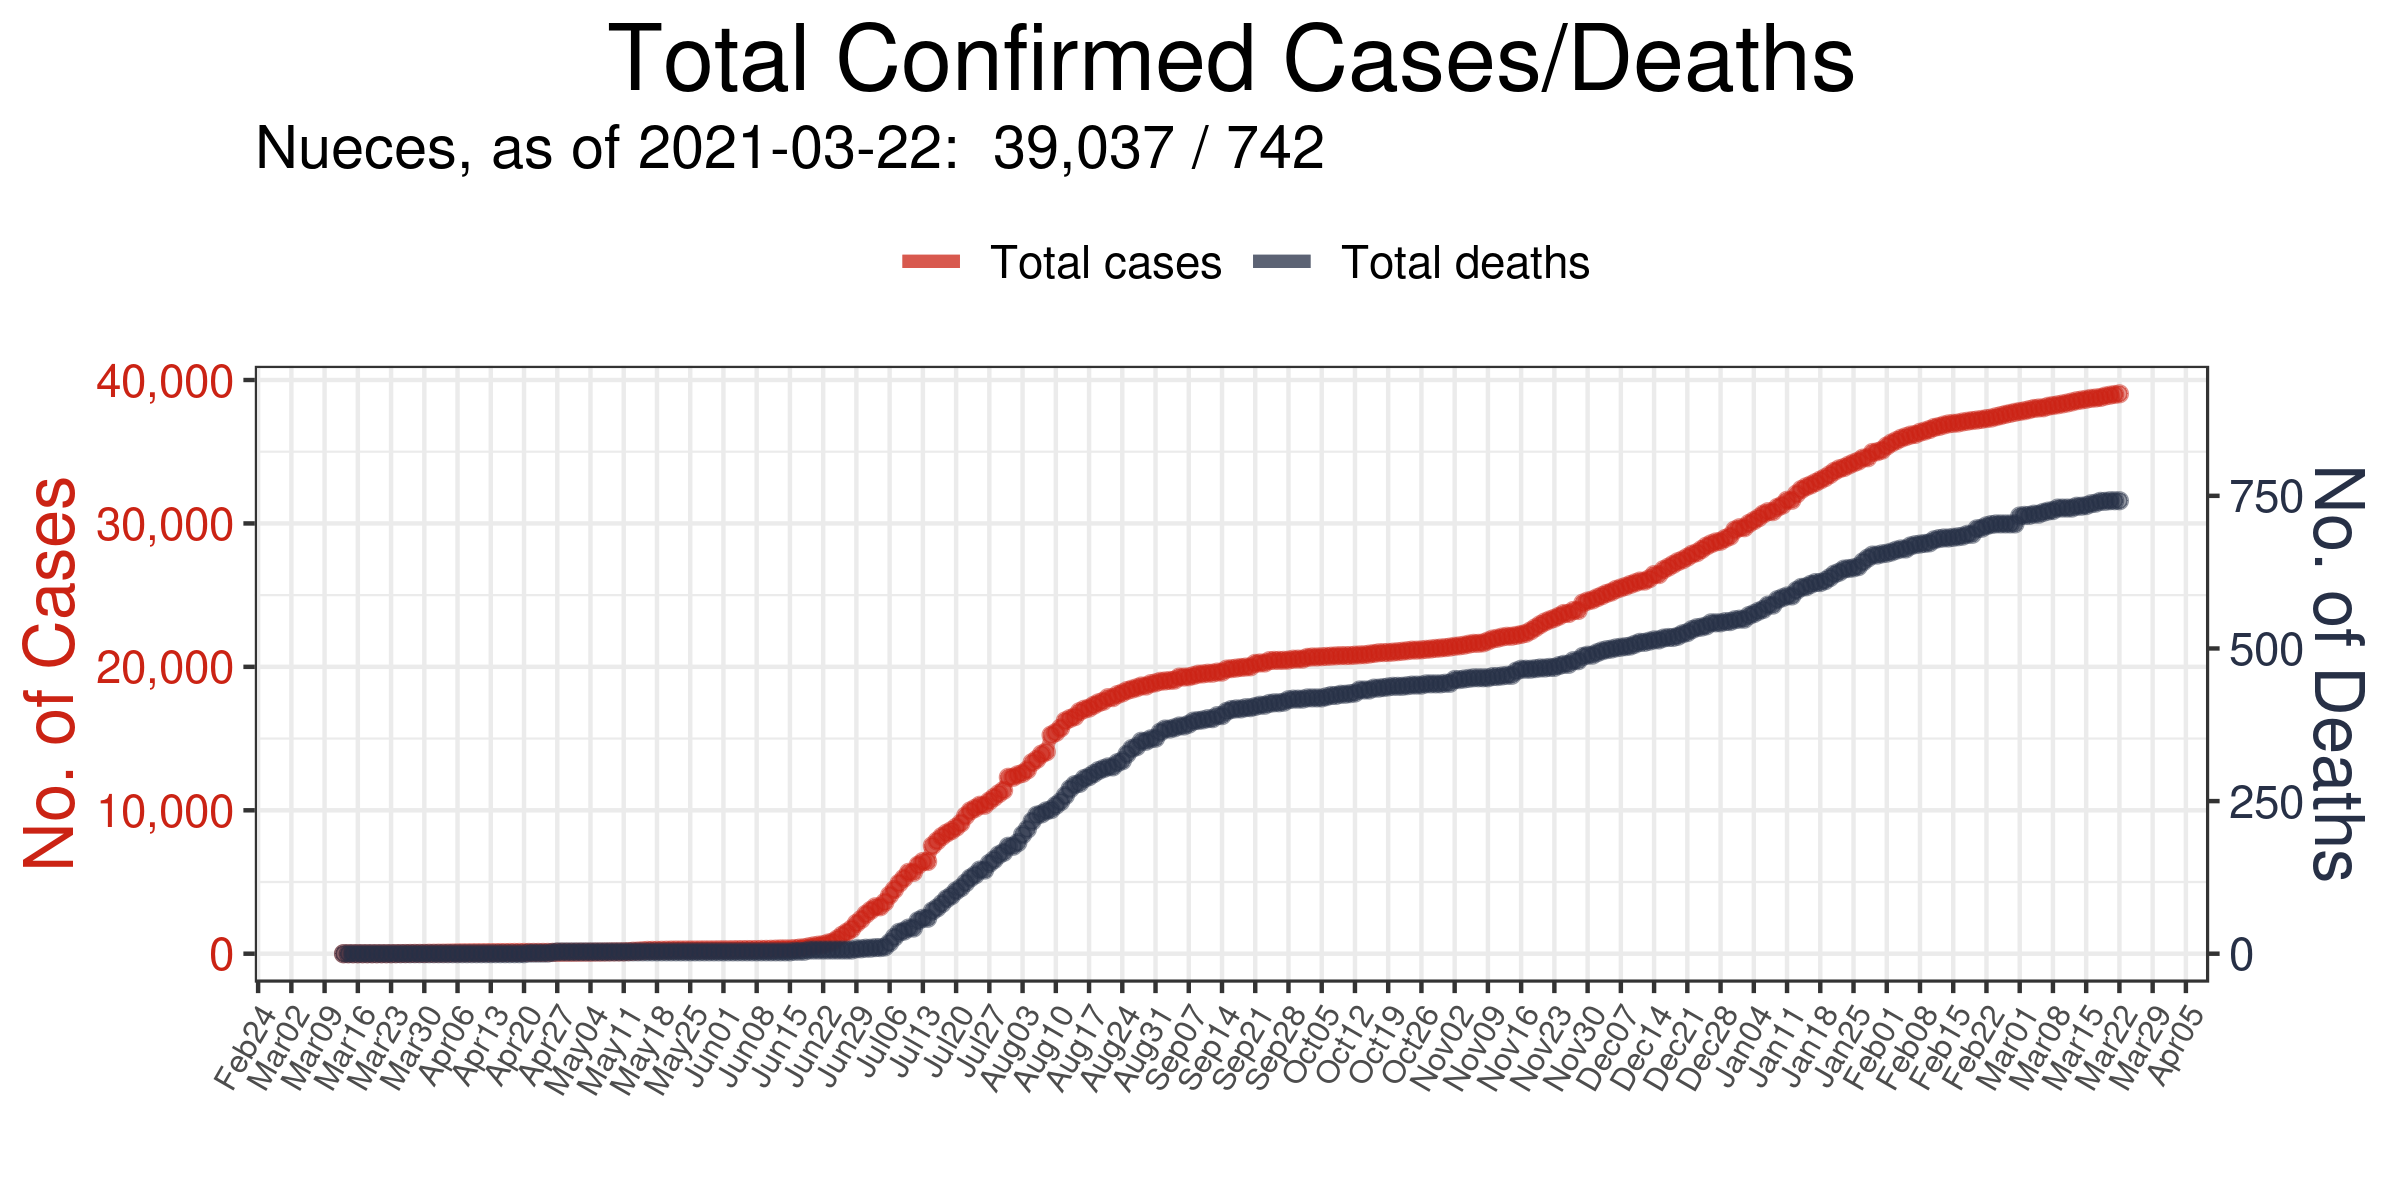 Total Confirmed Cases/Deaths
Nueces, as of 2021-03-22:  39,037 / 742
Total cases
Total deaths
No. of Cases
40,000
30,000
20,000
10,000
0
750
500
250
0
No. of Deaths
Feb24
Mar02
Mar09
Mar16
Mar23
Mar30
Apr06
Apr13
Apr20
Apr27
May04
May11
May18
May25
Jun01
Jun08
Jun15
Jun22
Jun29
Jul06
Jul13
Jul20
Jul27
Aug03
Aug10
Aug17
Aug24
Aug31
Sep07
Sep14
Sep21
Sep28
Oct05
Oct12
Oct19
Oct26
Nov02
Nov09
Nov16
Nov23
Nov30
Dec07
Dec14
Dec21
Dec28
Jan04
Jan11
Jan18
Jan25
Feb01
Feb08
Feb15
Feb22
Mar01
Mar08
Mar15
Mar22
Mar29
Apr05